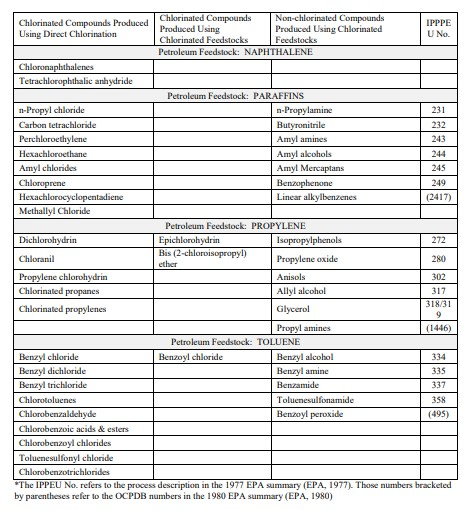 Chlorinated Compounds Produced Using Direct Chlorination | Chlorinated Compounds Produced Using Chlorinated Feedstocks | Non-chlorinated Compounds Produced Using Chlorinated Feedstocks | IPPPE U No.
Petroleum Feedstock: NAPHTHALENE
Chloronaphthalenes
Tetrachlorophthalic anhydride
Petroleum Feedstock: PARAFFINS
n-Propyl chloride | | n-Propylamine | 231
Carbon tetrachloride | | Butyronitrile | 232
Perchloroethylene | | Amyl amines | 243
Hexachloroethane | | Amyl alcohols | 244
Amyl chlorides | | Amyl Mercaptans | 245
Chloroprene | | Benzophenone | 249
Hexachlorocyclopentadiene | | Linear alkylbenzenes | (2417)
Methallyl Chloride
Petroleum Feedstock: PROPYLENE
Dichlorohydrin | Epichlorohydrin | Isopropylphenols | 272
Chloranil | Bis (2-chloroisopropyl) ether | Propylene oxide | 280
Propylene chlorohydrin | | Anisols | 302
Chlorinated propanes | | Allyl alcohol | 317
Chlorinated propylenes | | Glycerol | 318/319
| | Propyl amines | (1446)
Petroleum Feedstock: TOLUENE
Benzyl chloride | Benzoyl chloride | Benzyl alcohol | 334
Benzyl dichloride | | Benzyl amine | 335
Benzyl trichloride | | Benzamide | 337
Chlorotoluenes | | Toluenesulfonamide | 358
Chlorobenzaldehyde | | Benzoyl peroxide | (495)
Chlorobenzoic acids & esters
Chlorobenzoyl chlorides
Toluenesulfonyl chloride
Chlorobenzotrichlorides
*The IPPEU No. refers to the process description in the 1977 EPA summary (EPA, 1977). Those numbers bracketed
by parentheses refer to the OCPDB numbers in the 1980 EPA summary (EPA, 1980)